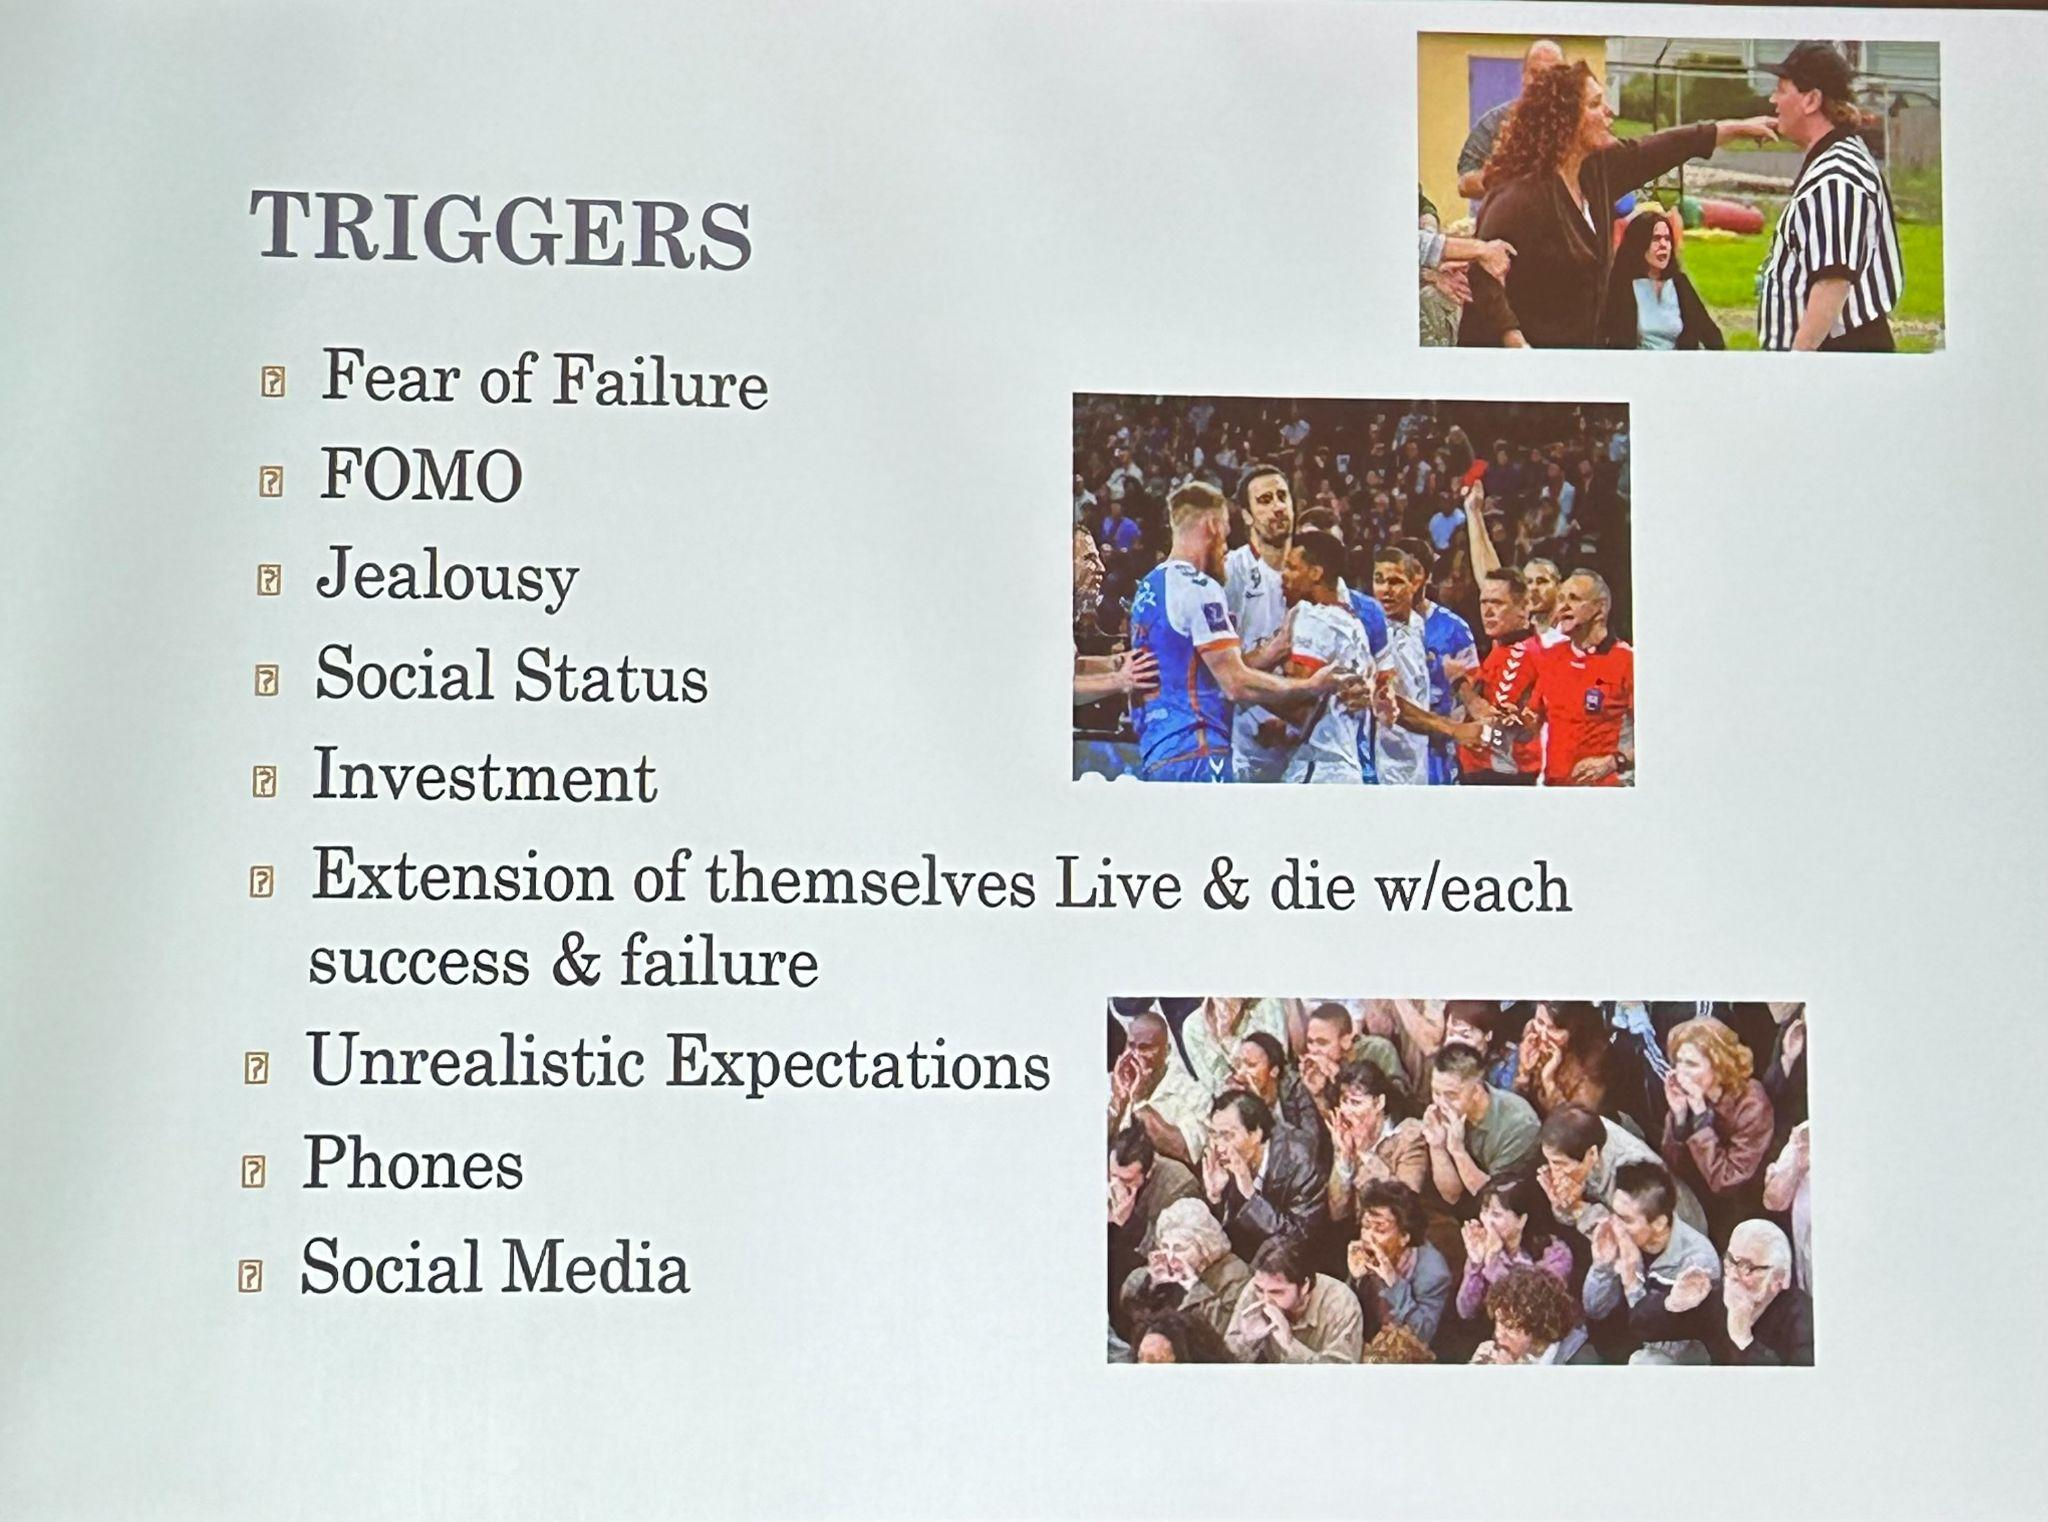 TRIGGERS
Fear of Failure
FOMO
Jealousy
Social Status
Investment
Extension of themselves Live & die w/each
success & failure
Unrealistic Expectations
Phones
Social Media